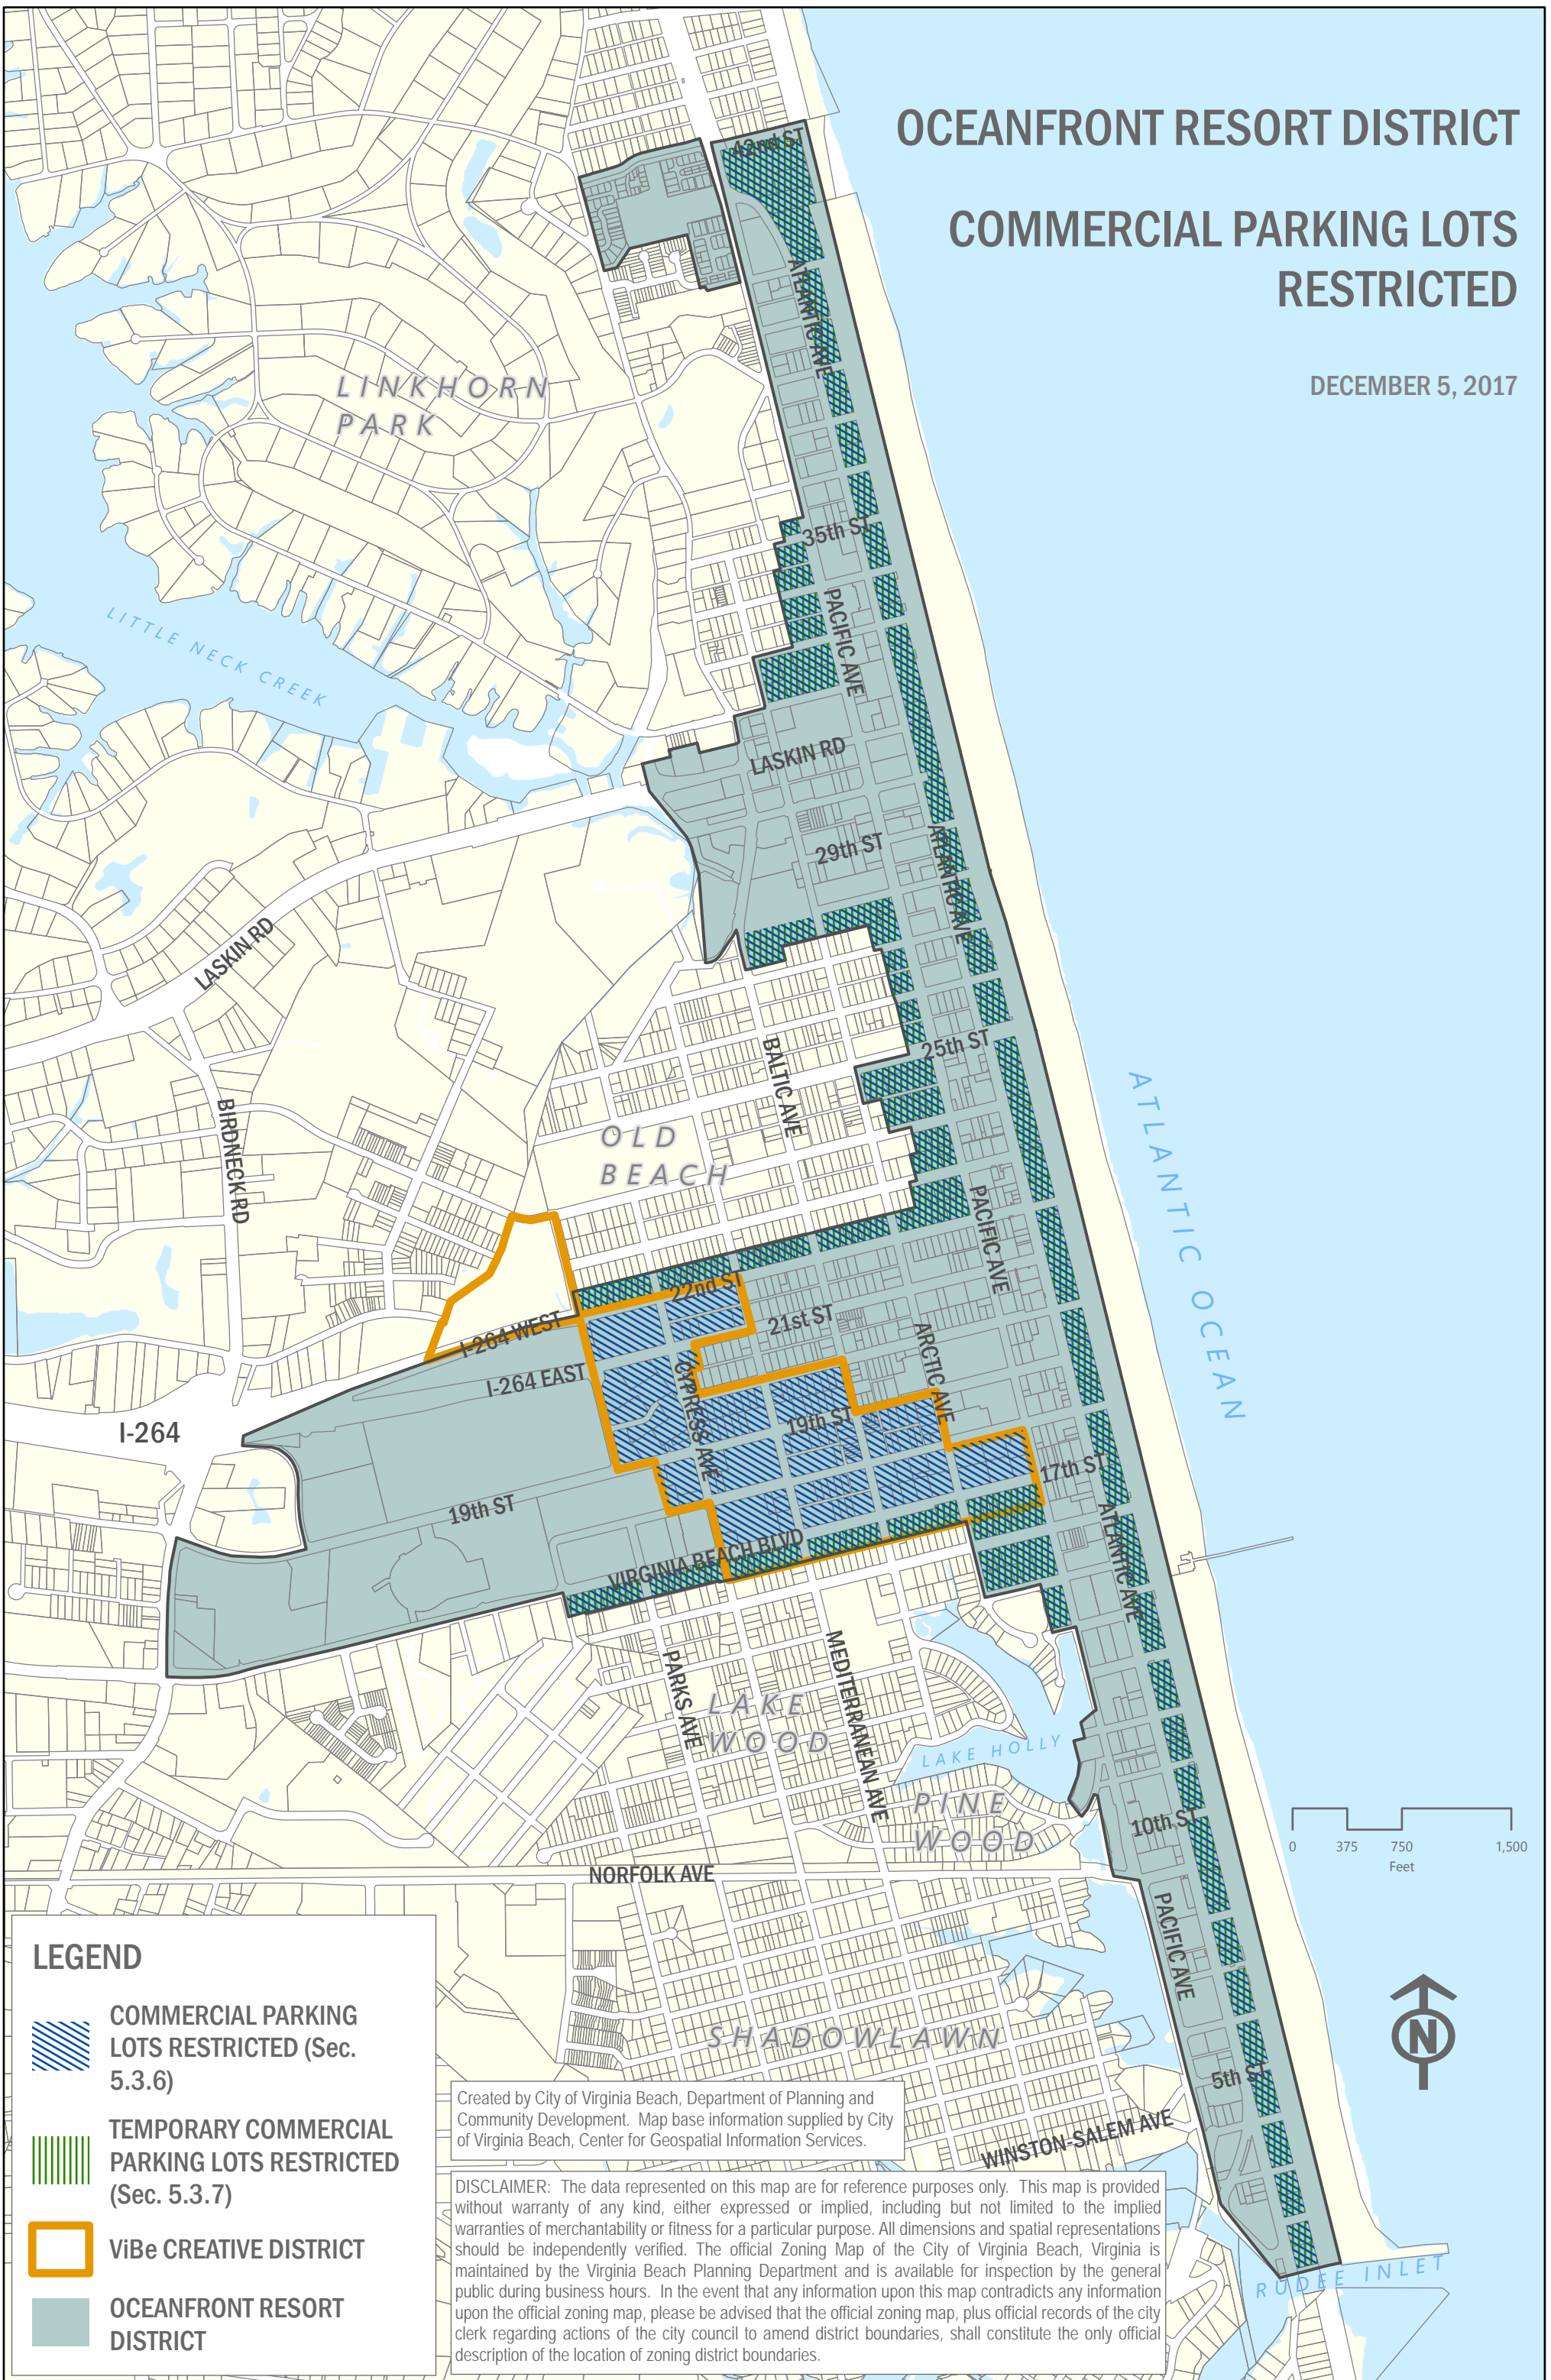 OCEANFRONT RESORT DISTRICT
COMMERCIAL PARKING LOTS
RESTRICTED
DECEMBER 5, 2017
42nd ST
ATLANTIC AVE
LINKHORN
PARK
35th ST
PACIFIC AVE
LITTLE NECK CREEK
LASKIN RD
29th ST
ATLANTIC AVE
LASKIN RD
25th ST
BALTIC AVE
BIRDNECK RD
OLD
BEACH
ATLANTIC OCEAN
PACIFIC AVE
22nd ST
21st ST
I-264 WEST
I-264 EAST
ARCTIC AVE
CYPRESS AVE
I-264
19th ST
17th ST
19th ST
ATLANTIC AVE
VIRGINIA BEACH BLVD
PARKS AVE
MEDITERRANEAN AVE
LAKE
WOOD
LAKE HOLLY
PINE
WOOD
10th ST
0 375 750 1,500
Feet
NORFOLK AVE
PACIFIC AVE
SHADOWLAWN
N
5th ST
WINSTON-SALEM AVE
RUDEE INLET
LEGEND
COMMERCIAL PARKING
LOTS RESTRICTED (Sec.
5.3.6)
TEMPORARY COMMERCIAL
PARKING LOTS RESTRICTED
(Sec. 5.3.7)
ViBe CREATIVE DISTRICT
OCEANFRONT RESORT
DISTRICT
Created by City of Virginia Beach, Department of Planning and
Community Development. Map base information supplied by City
of Virginia Beach, Center for Geospatial Information Services.
DISCLAIMER: The data represented on this map are for reference purposes only. This map is provided
without warranty of any kind, either expressed or implied, including but not limited to the implied
warranties of merchantability or fitness for a particular purpose. All dimensions and spatial representations
should be independently verified. The official Zoning Map of the City of Virginia Beach, Virginia is
maintained by the Virginia Beach Planning Department and is available for inspection by the general
public during business hours. In the event that any information upon this map contradicts any information
upon the official zoning map, please be advised that the official zoning map, plus official records of the city
clerk regarding actions of the city council to amend district boundaries, shall constitute the only official
description of the location of zoning district boundaries.